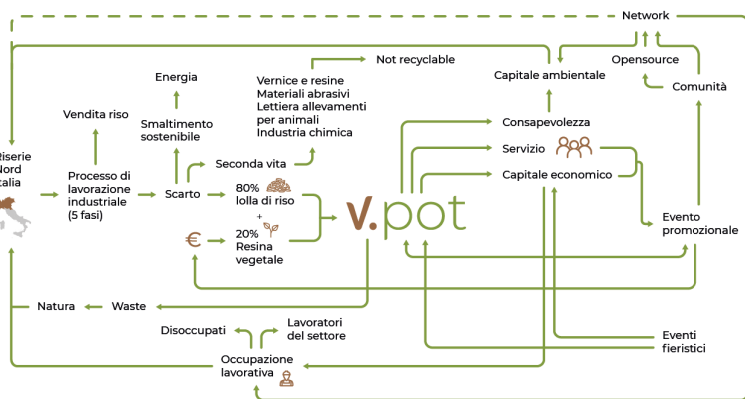 Network
Not recyclable
Opensource
Capitale ambientale
Comunità
Energia
Vernice e resine
Materiali abrasivi
Lettiera allevamenti
per animali
Industria chimica
Vendita riso
Smaltimento
sostenibile
Consapevolezza
Servizio
Capitale economico
Nord
Processo di
lavorazione
industriale
(5 fasi)
Scarto
Seconda vita
80%
lolla di riso
+
€
20%
Resina
vegetale
v.pot
Evento
promozionale
Natura
Waste
Disoccupati
Lavoratori
del settore
Occupazione
lavorativa
Eventi
fieristici